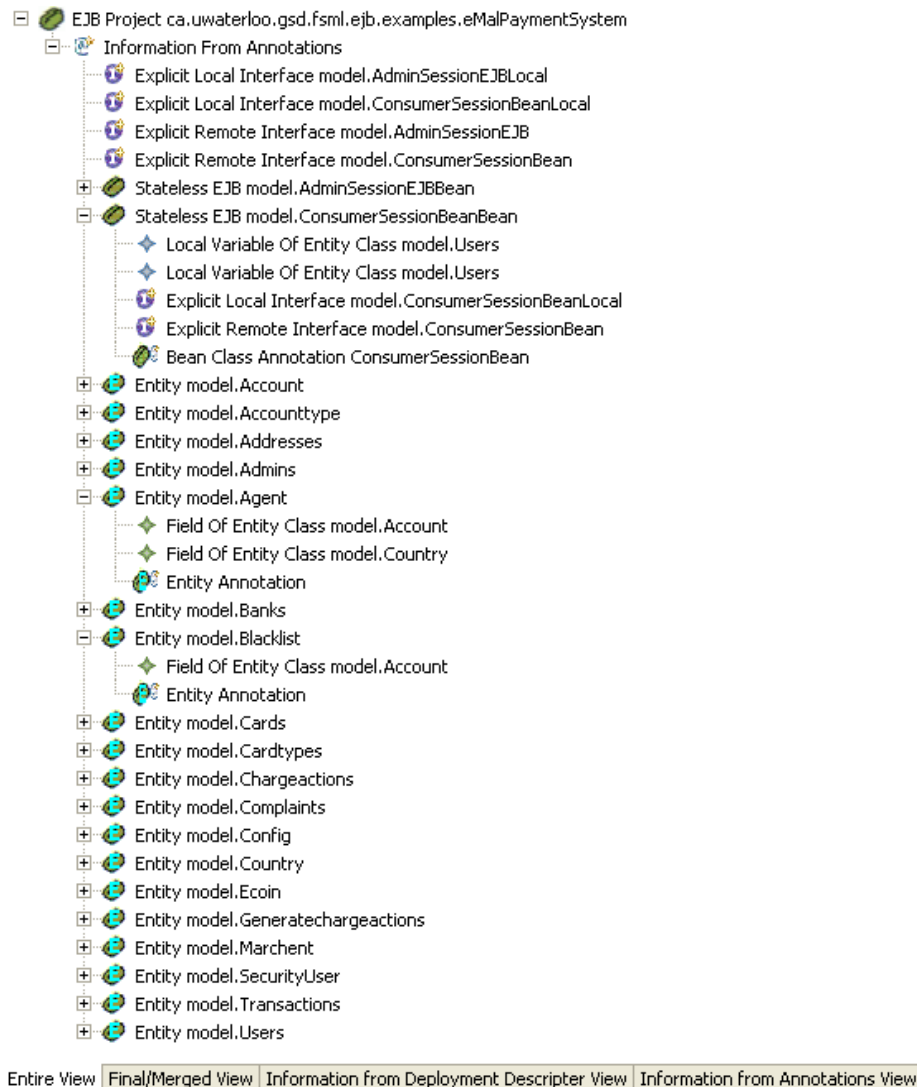 EJB Project ca.uwaterloo.gsd.fsml.ejb.examples.eMalPaymentSystem
Information From Annotations
Explicit Local Interface model.AdminSessionEJBLocal
Explicit Local Interface model.ConsumerSessionBeanLocal
Explicit Remote Interface model.AdminSessionEJB
Explicit Remote Interface model.ConsumerSessionBean
Stateless EJB model.AdminSessionEJBBean
Stateless EJB model.ConsumerSessionBeanBean
Local Variable Of Entity Class model.Users
Local Variable Of Entity Class model.Users
Explicit Local Interface model.ConsumerSessionBeanLocal
Explicit Remote Interface model.ConsumerSessionBean
Bean Class Annotation ConsumerSessionBean
Entity model.Account
Entity model.Accounttype
Entity model.Addresses
Entity model.Admins
Entity model.Agent
Field Of Entity Class model.Account
Field Of Entity Class model.Country
Entity Annotation
Entity model.Banks
Entity model.Blacklist
Field Of Entity Class model.Account
Entity Annotation
Entity model.Cards
Entity model.Cardtypes
Entity model.Chargeactions
Entity model.Complaints
Entity model.Config
Entity model.Country
Entity model.Ecoin
Entity model.Generatechargeactions
Entity model.Marchent
Entity model.SecurityUser
Entity model.Transactions
Entity model.Users
Entire View Final/Merged View Information from Deployment Descripter View Information from Annotations View